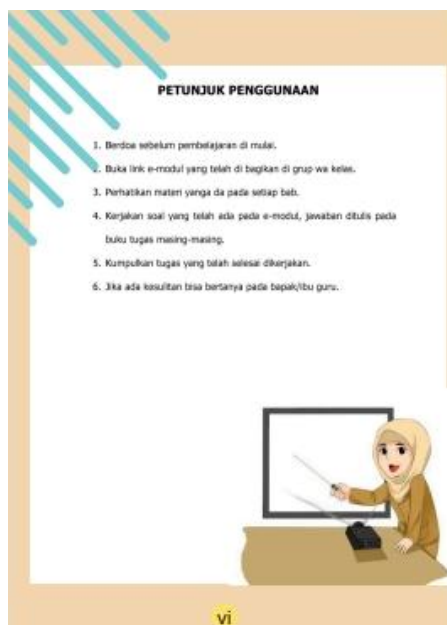 PETUNJUK PENGGUNAAN
1. Berdoa sebelum pembelajaran di mulai.
2. Buka link e-modul yang telah di bagikan di grup wa kelas.
3. Perhatikan materi yanga da pada setiap bab.
4. Kerjakan soal yang telah ada pada e-modul, jawaban ditulis pada
buku tugas masing-masing.
5. Kumpulkan tugas yang telah selesai dikerjakan.
6. Jika ada kesulitan bisa bertanya pada bapak/ibu guru.
vi